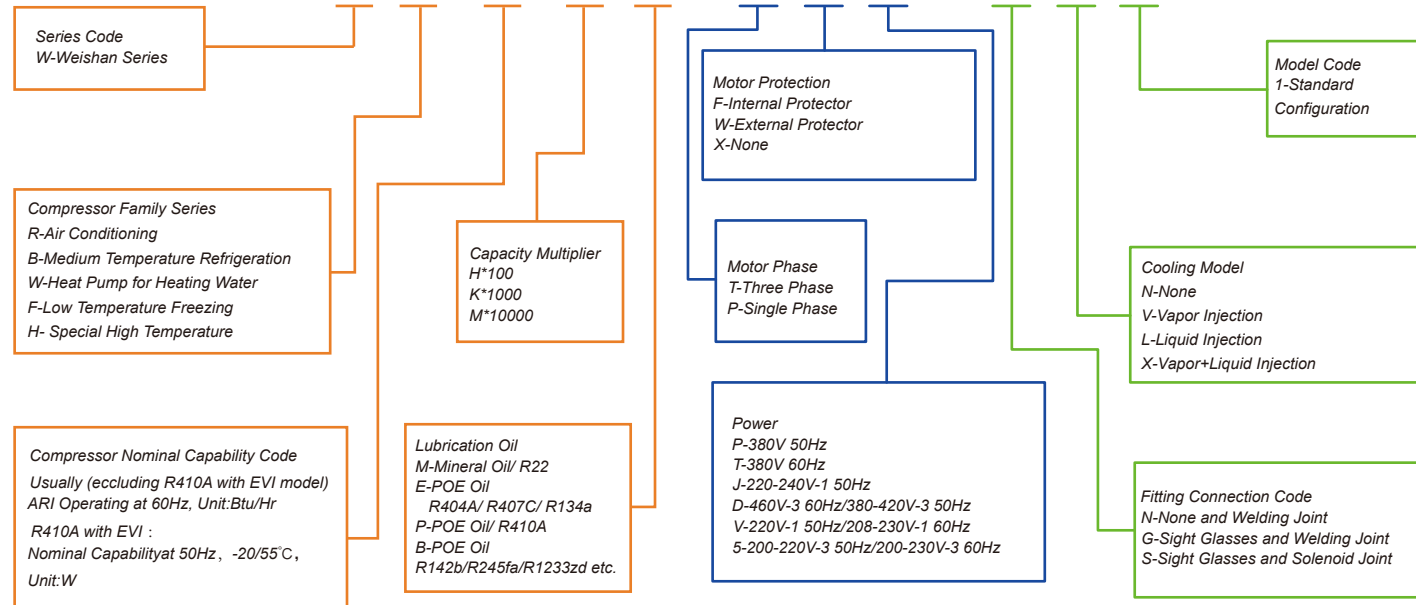 Series Code
W-Weishan Series
Compressor Family Series
R-Air Conditioning
B-Medium Temperature Refrigeration
W-Heat Pump for Heating Water
F-Low Temperature Freezing
H- Special High Temperature
Compressor Nominal Capability Code
Usually (eccluding R410A with EVI model)
ARI Operating at 60Hz, Unit:Btu/Hr
R410A with EVI :
Nominal Capabilityat 50Hz、-20/55℃,
Unit:W
Capacity Multiplier
H*100
K*1000
M*10000
Lubrication Oil
M-Mineral Oil/ R22
E-POE Oil
R404A/ R407C/ R134a
P-POE Oil/ R410A
B-POE Oil
R142b/R245fa/R1233zd etc.
Motor Protection
F-Internal Protector
W-External Protector
X-None
Motor Phase
T-Three Phase
P-Single Phase
Power
P-380V 50Hz
T-380V 60Hz
J-220-240V-1 50Hz
D-460V-3 60Hz/380-420V-3 50Hz
V-220V-1 50Hz/208-230V-1 60Hz
5-200-220V-3 50Hz/200-230V-3 60Hz
Model Code
1-Standard
Configuration
Cooling Model
N-None
V-Vapor Injection
L-Liquid Injection
X-Vapor+Liquid Injection
Fitting Connection Code
N-None and Welding Joint
G-Sight Glasses and Welding Joint
S-Sight Glasses and Solenoid Joint